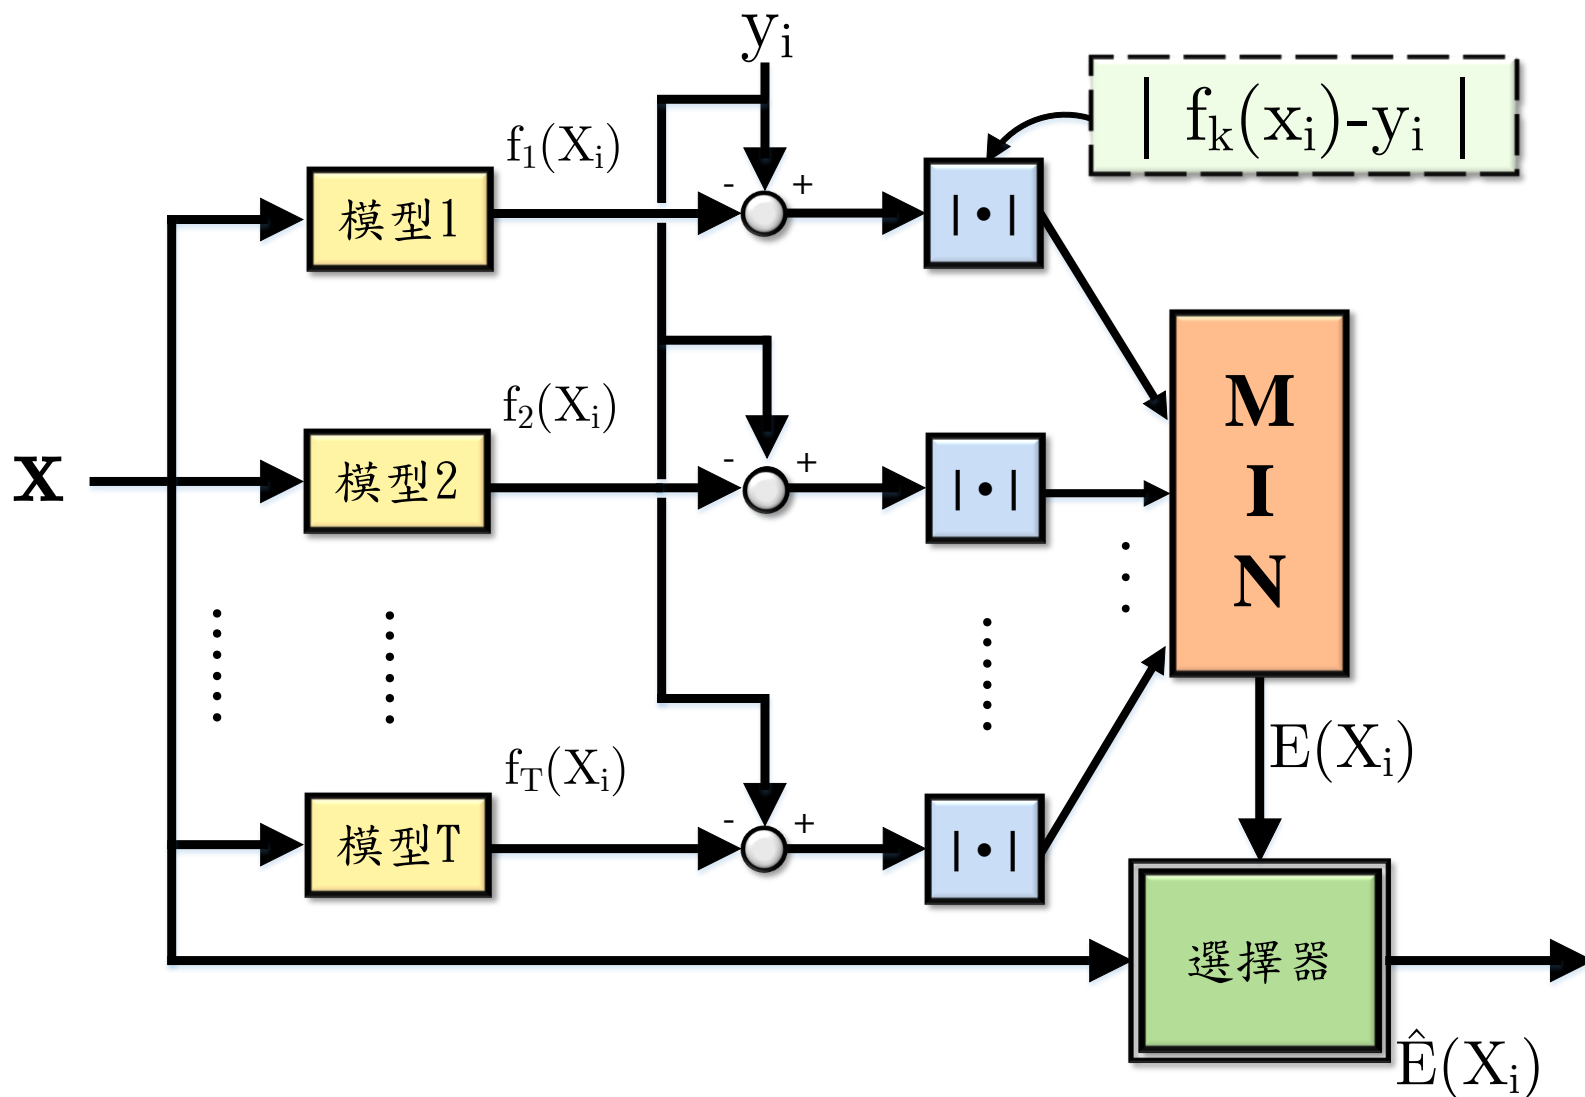 yᵢ
| fₖ(xᵢ)-yᵢ |
f₁(Xᵢ)
- +
模型1
|•|
f₂(Xᵢ)
M
I
N
- +
x
模型2
|•|
f_T(Xᵢ)
E(Xᵢ)
- +
模型T
|•|
選擇器
Ê(Xᵢ)